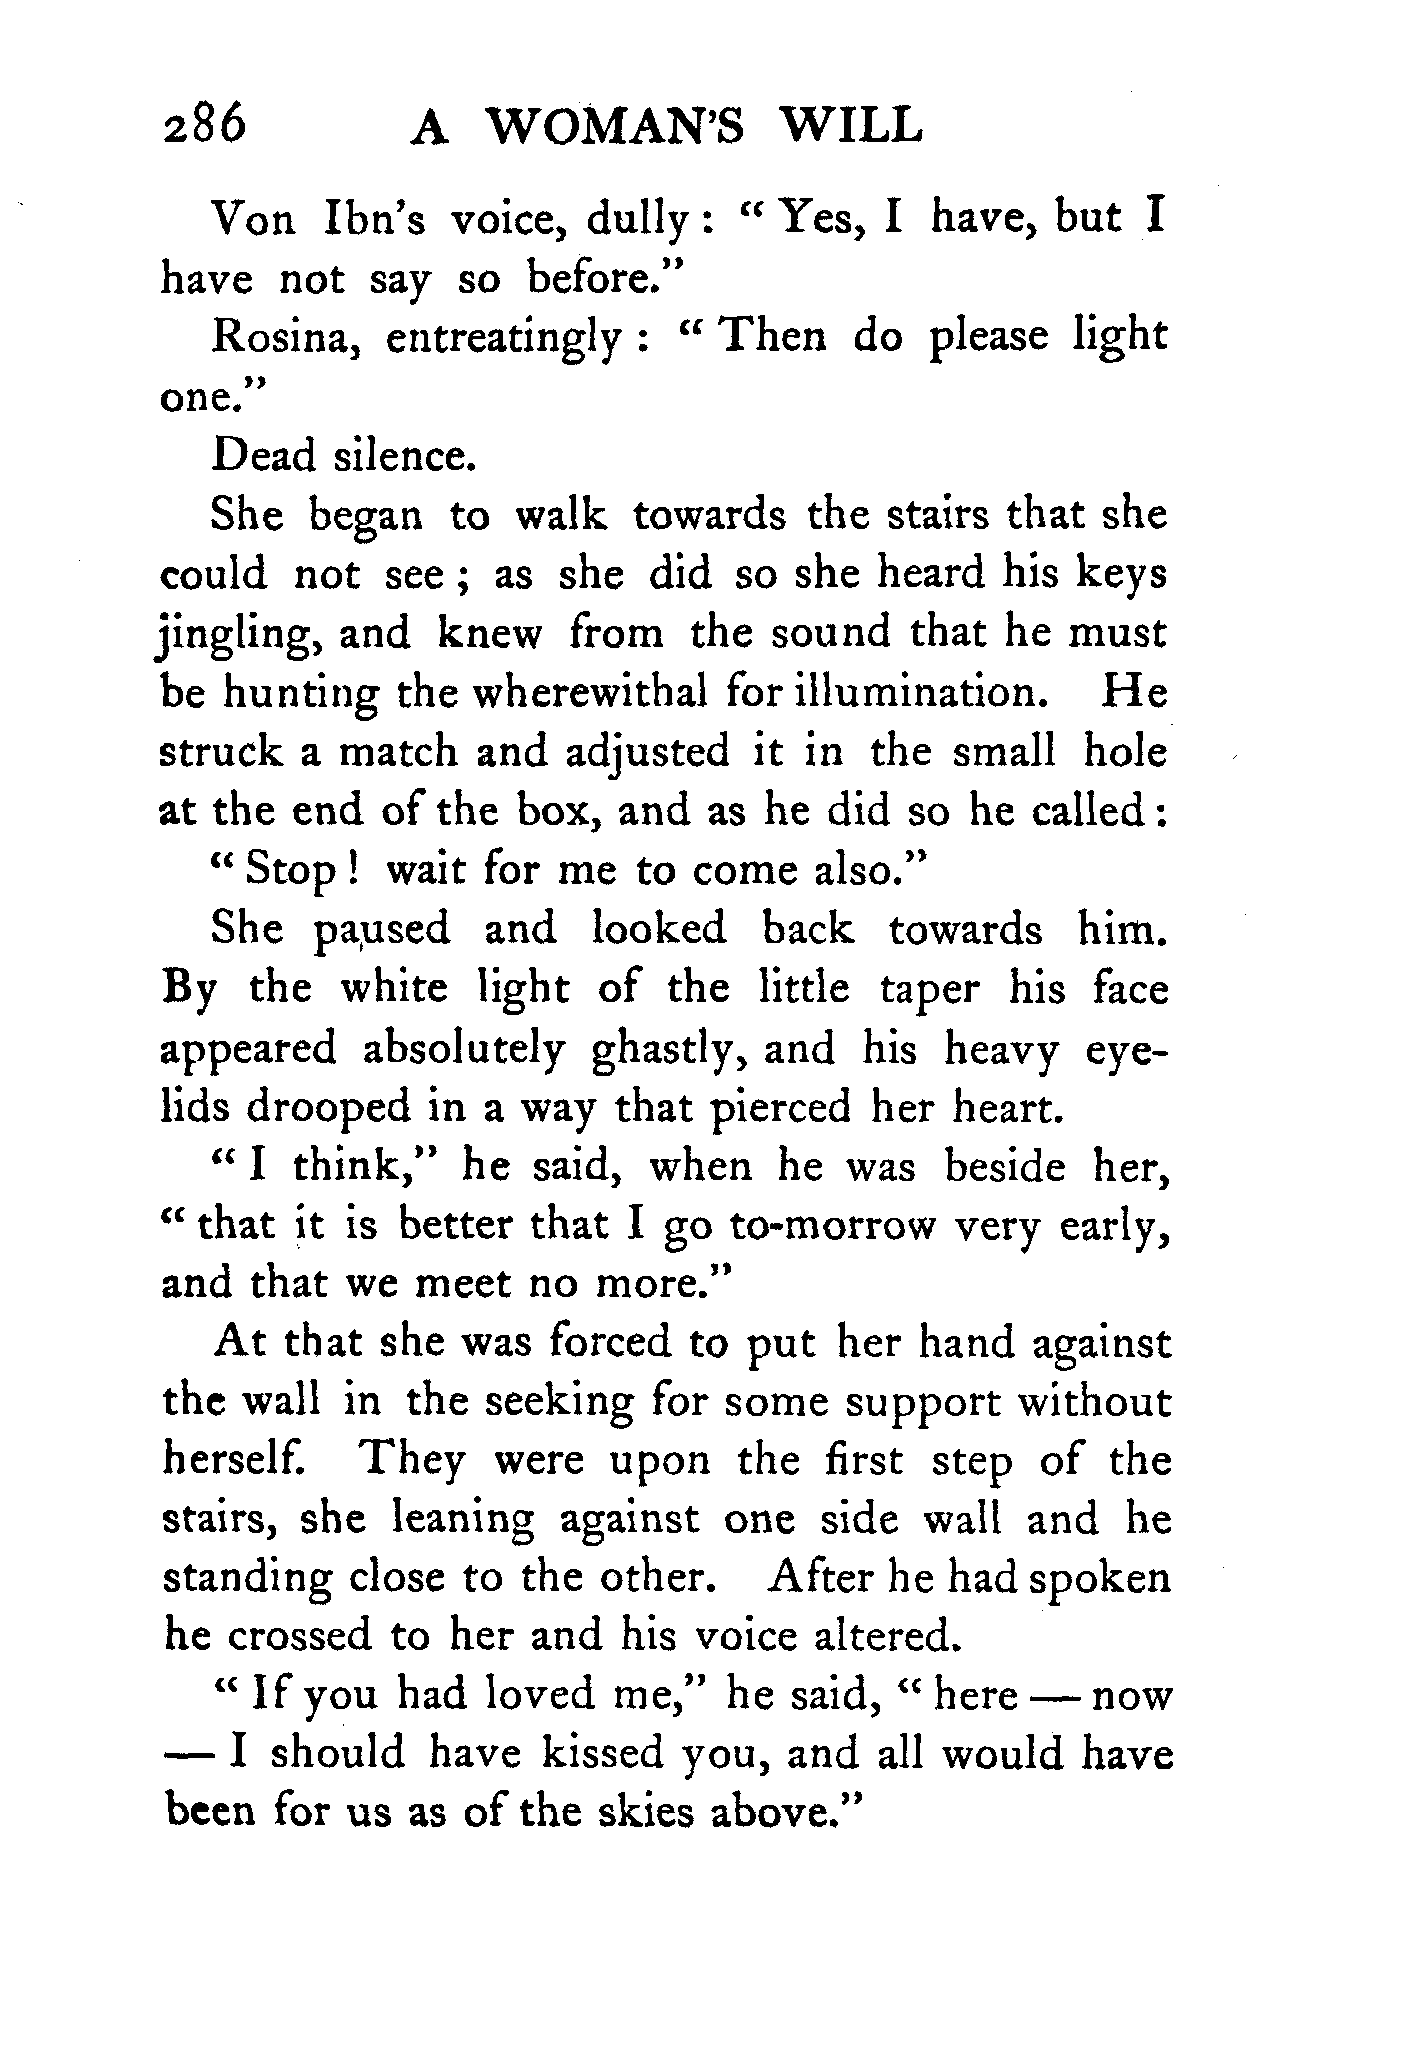 286 A WOMAN'S WILL
Von Ibn's voice, dully : “ Yes, I have, but I
have not say so before.”
Rosina, entreatingly : “ Then do please light
one.”
Dead silence.
She began to walk towards the stairs that she
could not see ; as she did so she heard his keys
jingling, and knew from the sound that he must
be hunting the wherewithal for illumination. He
struck a match and adjusted it in the small hole
at the end of the box, and as he did so he called :
“ Stop ! wait for me to come also.”
She paused and looked back towards him.
By the white light of the little taper his face
appeared absolutely ghastly, and his heavy eye-
lids drooped in a way that pierced her heart.
“ I think,” he said, when he was beside her,
“ that it is better that I go to-morrow very early,
and that we meet no more.”
At that she was forced to put her hand against
the wall in the seeking for some support without
herself. They were upon the first step of the
stairs, she leaning against one side wall and he
standing close to the other. After he had spoken
he crossed to her and his voice altered.
“ If you had loved me,” he said, “ here — now
— I should have kissed you, and all would have
been for us as of the skies above.”